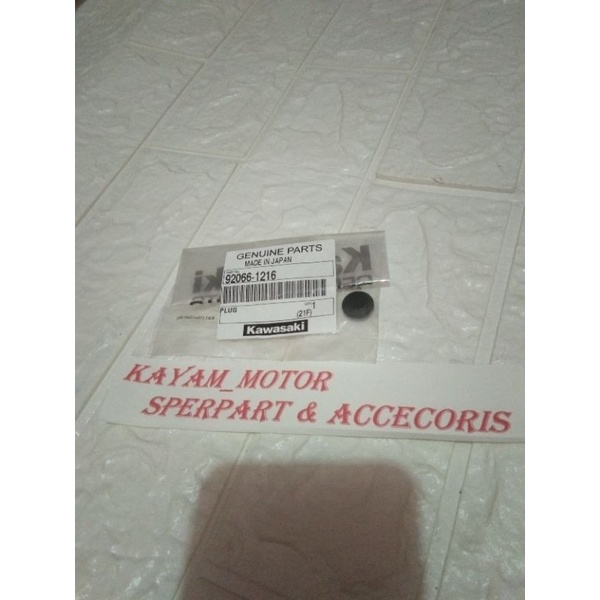 GENUINE PARTS
MADE IN JAPAN
92066-1216
PLUG
1
(21F)
Kawasaki
KAYAM_MOTOR
SPERPART & ACCECORIS